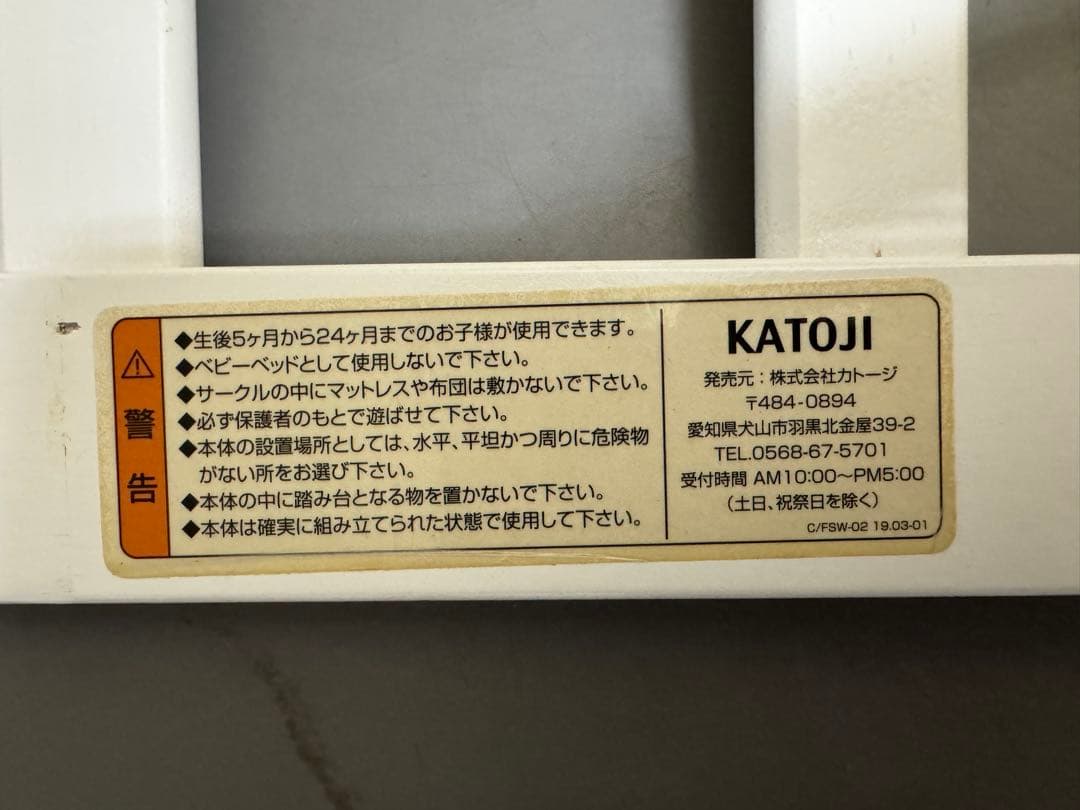 ⚠
警告
◆生後5ヶ月から24ヶ月までのお子様が使用できます。
◆ベビーベッドとして使用しないで下さい。
◆サークルの中にマットレスや布団は敷かないで下さい。
◆必ず保護者のもとで遊ばせて下さい。
◆本体の設置場所としては、水平、平坦かつ周りに危険物
がない所をお選び下さい。
◆本体の中に踏み台となる物を置かないで下さい。
◆本体は確実に組み立てられた状態で使用して下さい。
KATOJI
発売元：株式会社カトージ
〒484-0894
愛知県犬山市羽黒北金屋39-2
TEL.0568-67-5701
受付時間 AM10:00〜PM5:00
（土日、祝祭日を除く）
C/FSW-02 19.03-01